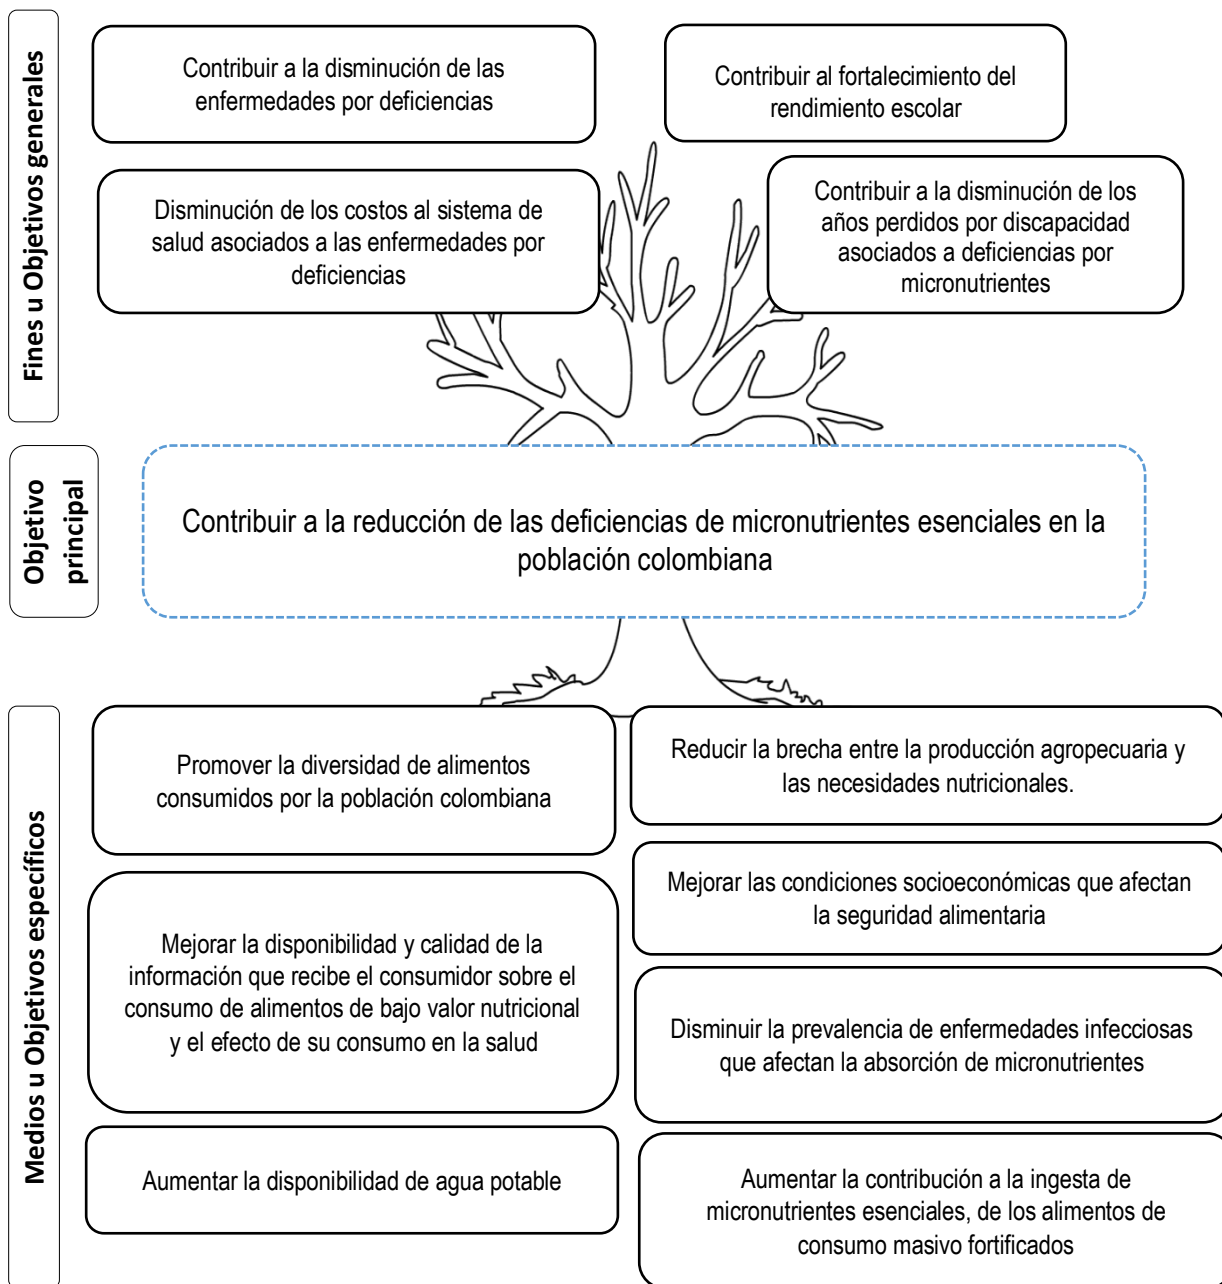 Fines u Objetivos generales
Contribuir a la disminución de las
enfermedades por deficiencias
Contribuir al fortalecimiento del
rendimiento escolar
Disminución de los costos al sistema de
salud asociados a las enfermedades por
deficiencias
Contribuir a la disminución de los
años perdidos por discapacidad
asociados a deficiencias por
micronutrientes
Objetivo
principal
Contribuir a la reducción de las deficiencias de micronutrientes esenciales en la
población colombiana
Medios u Objetivos específicos
Promover la diversidad de alimentos
consumidos por la población colombiana
Reducir la brecha entre la producción agropecuaria y
las necesidades nutricionales.
Mejorar las condiciones socioeconómicas que afectan
la seguridad alimentaria
Mejorar la disponibilidad y calidad de la
información que recibe el consumidor sobre el
consumo de alimentos de bajo valor nutricional
y el efecto de su consumo en la salud
Disminuir la prevalencia de enfermedades infecciosas
que afectan la absorción de micronutrientes
Aumentar la disponibilidad de agua potable
Aumentar la contribución a la ingesta de
micronutrientes esenciales, de los alimentos de
consumo masivo fortificados